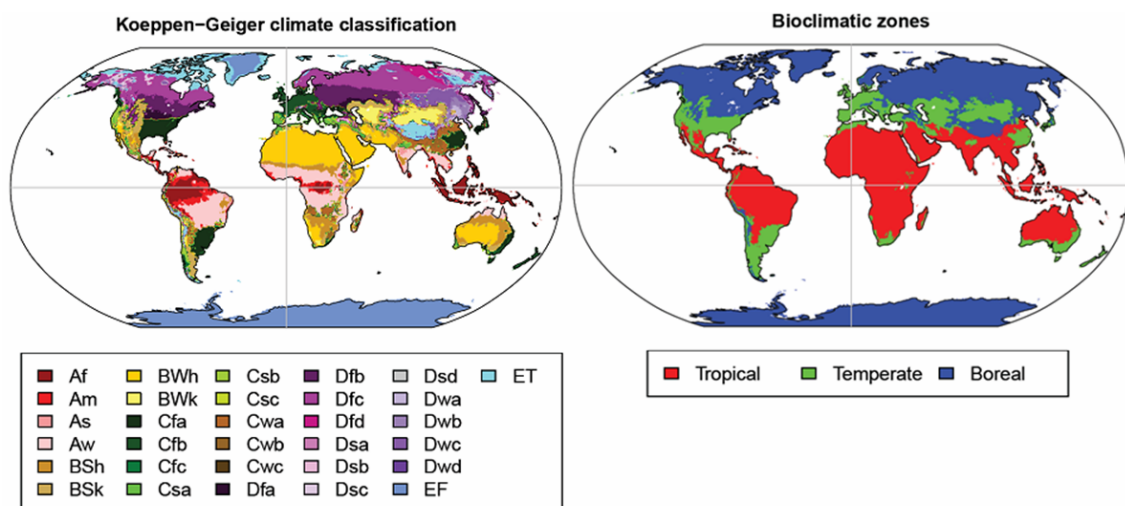 Koeppen−Geiger climate classification
Bioclimatic zones
Af BWh Csb Dfb Dsd ET
Am BWk Csc Dfc Dwa
As Cfa Cwa Dfd Dwb
Aw Cfb Cwb Dsa Dwc
BSh Cfc Cwc Dsb Dwd
BSk Csa Dfa Dsc EF
Tropical Temperate Boreal